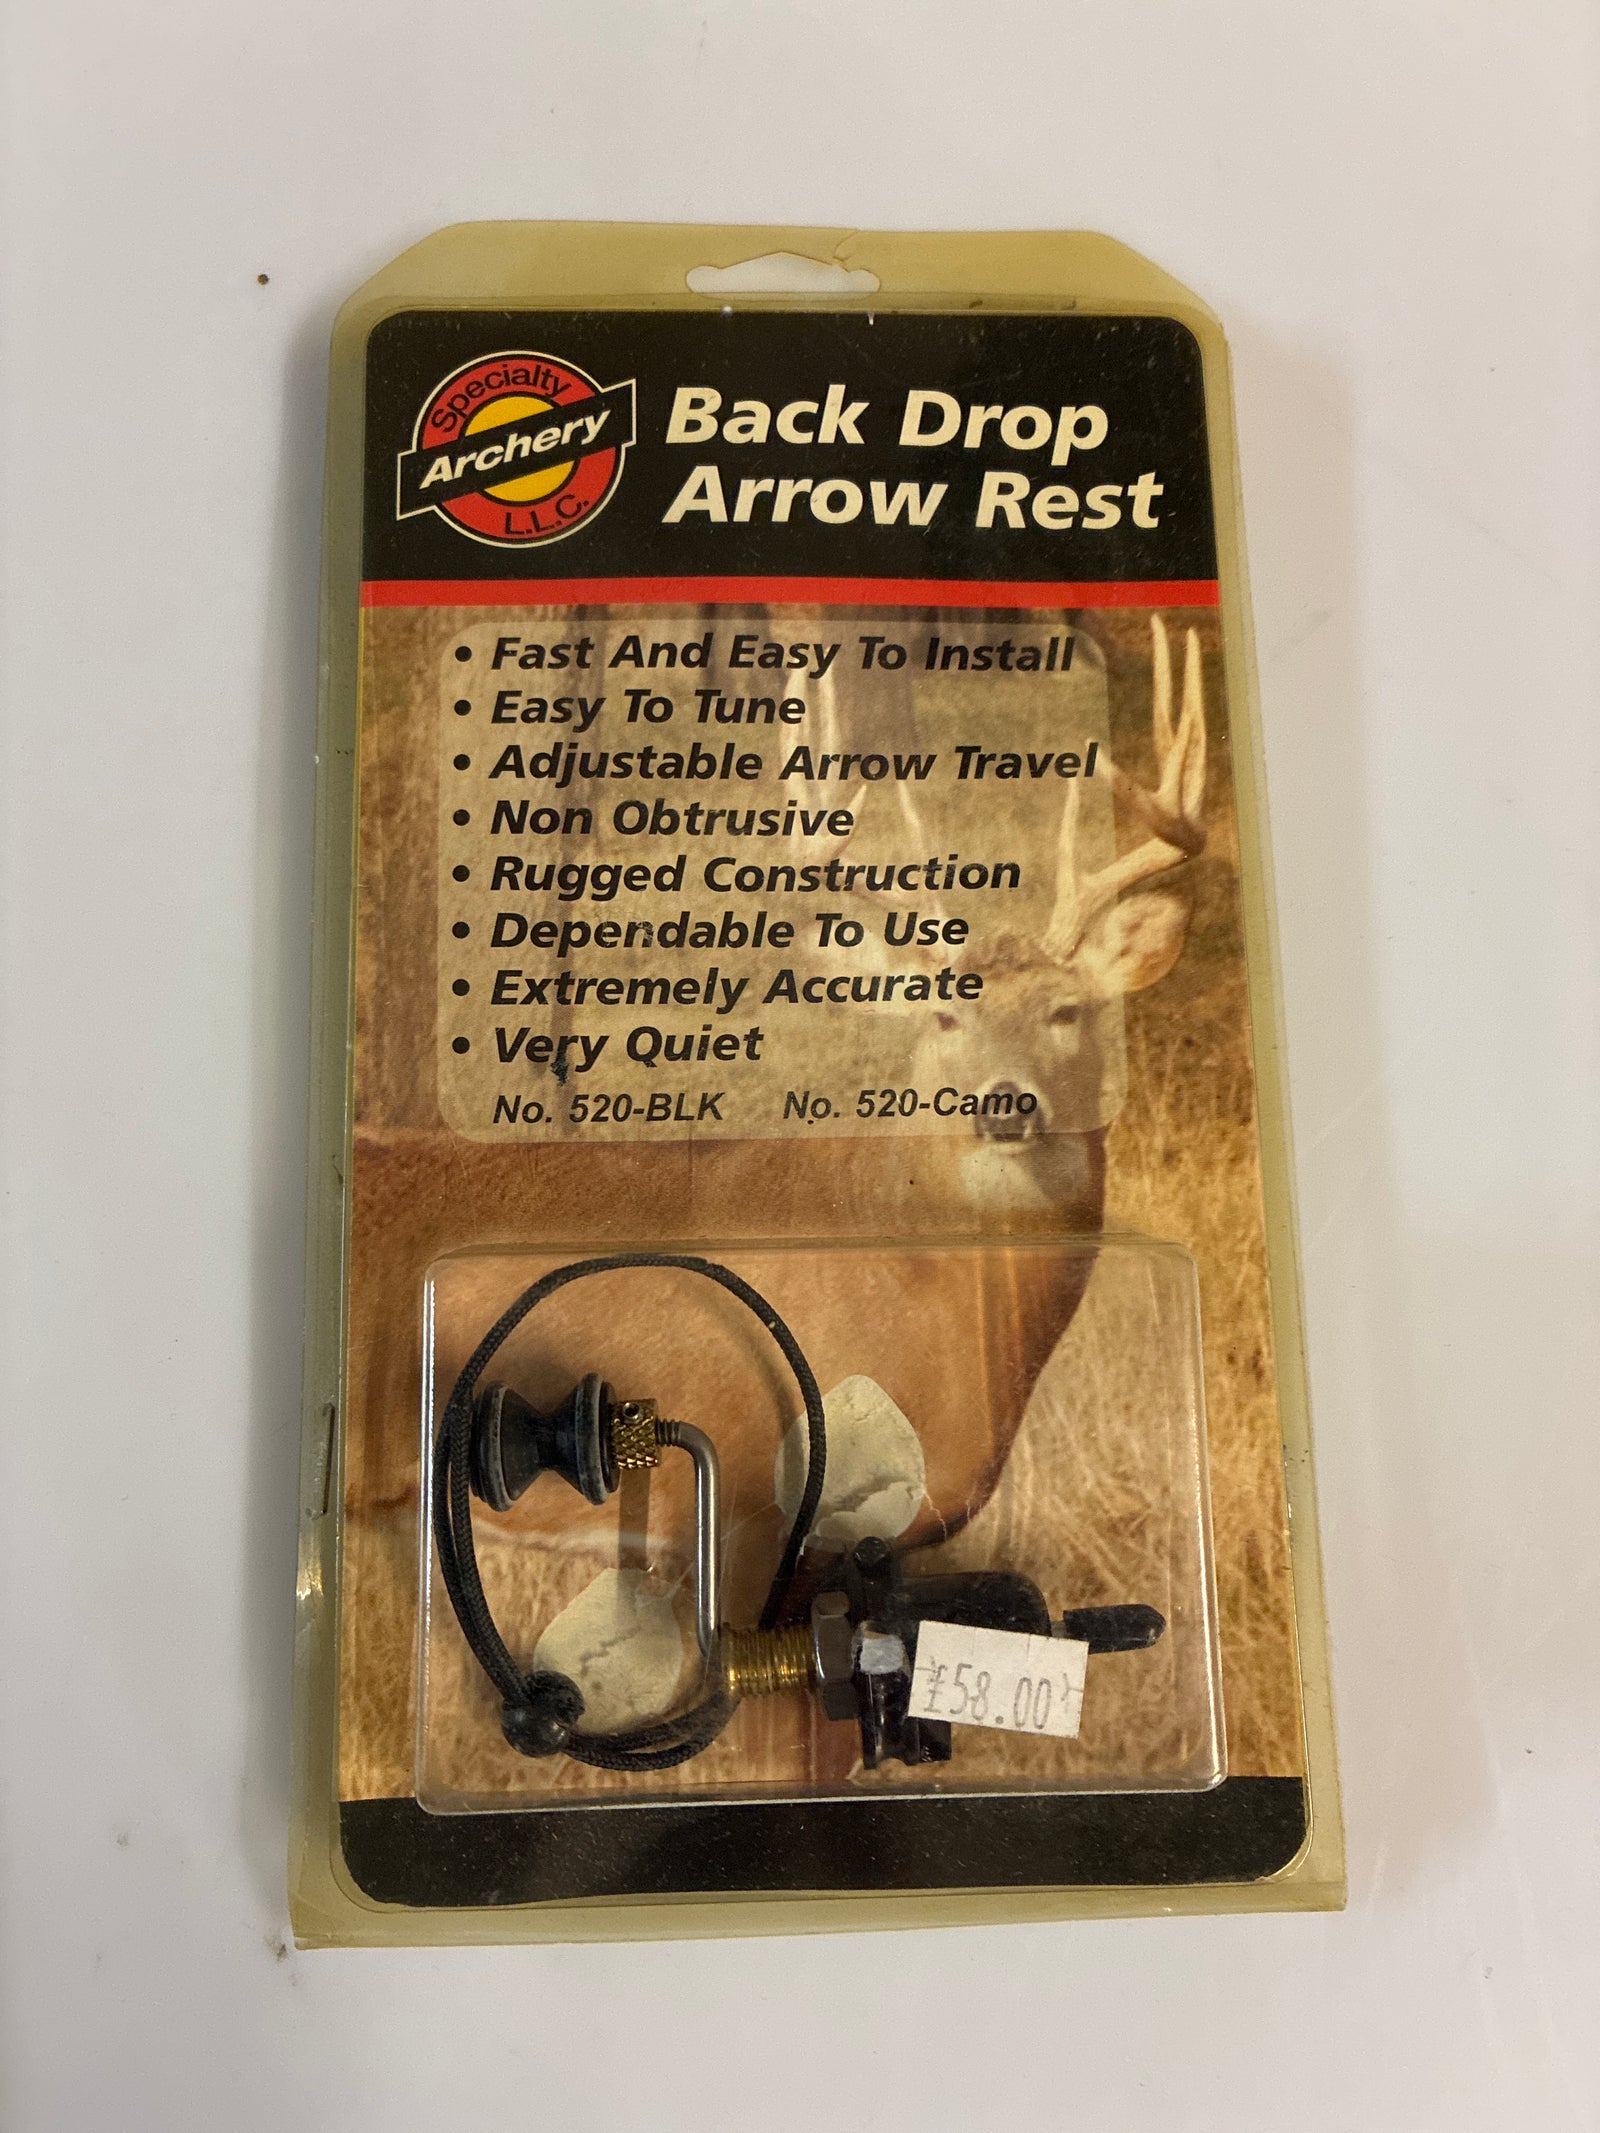 Specialty
Archery
L.L.C.
Back Drop
Arrow Rest
• Fast And Easy To Install
• Easy To Tune
• Adjustable Arrow Travel
• Non Obtrusive
• Rugged Construction
• Dependable To Use
• Extremely Accurate
• Very Quiet
No. 520-BLK No. 520-Camo
£58.00